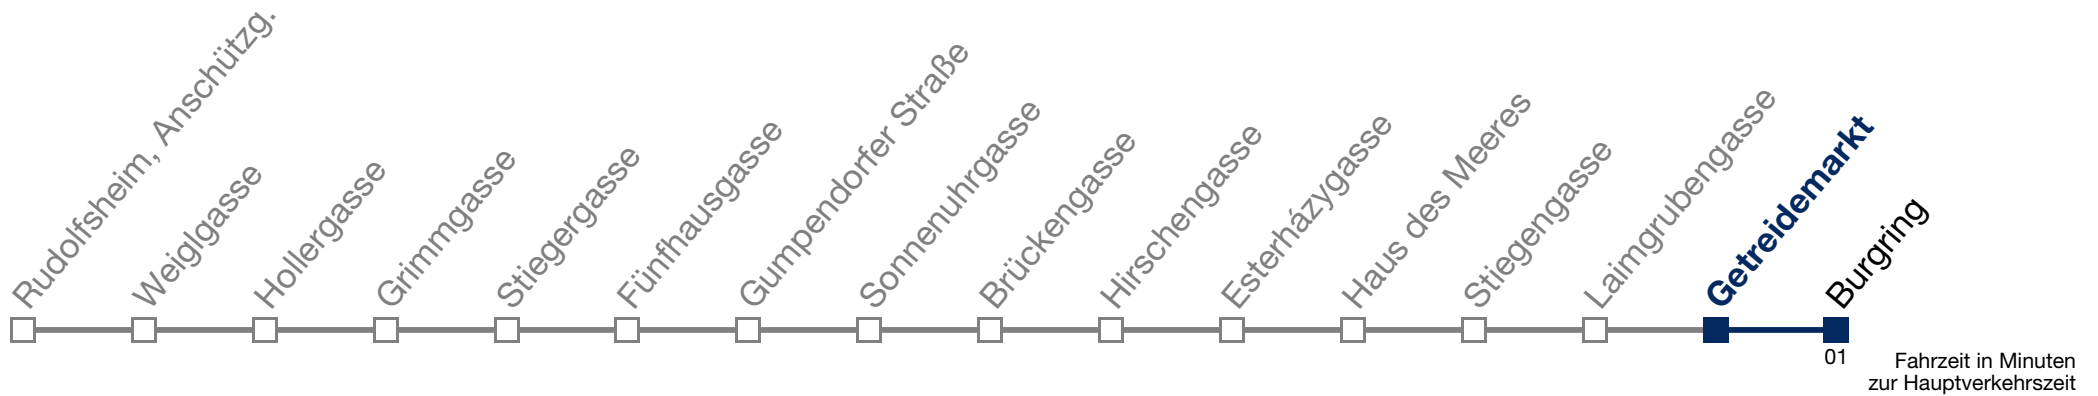 Rudolfsheim, Anschützg.
Weiglgasse
Hollergasse
Grimmgasse
Stiegergasse
Fünfhausgasse
Gumpendorfer Straße
Sonnenuhrgasse
Brückengasse
Hirschengasse
Esterházygasse
Haus des Meeres
Stiegengasse
Laimgrubengasse
Getreidemarkt
Burgring
01
Fahrzeit in Minuten
zur Hauptverkehrszeit